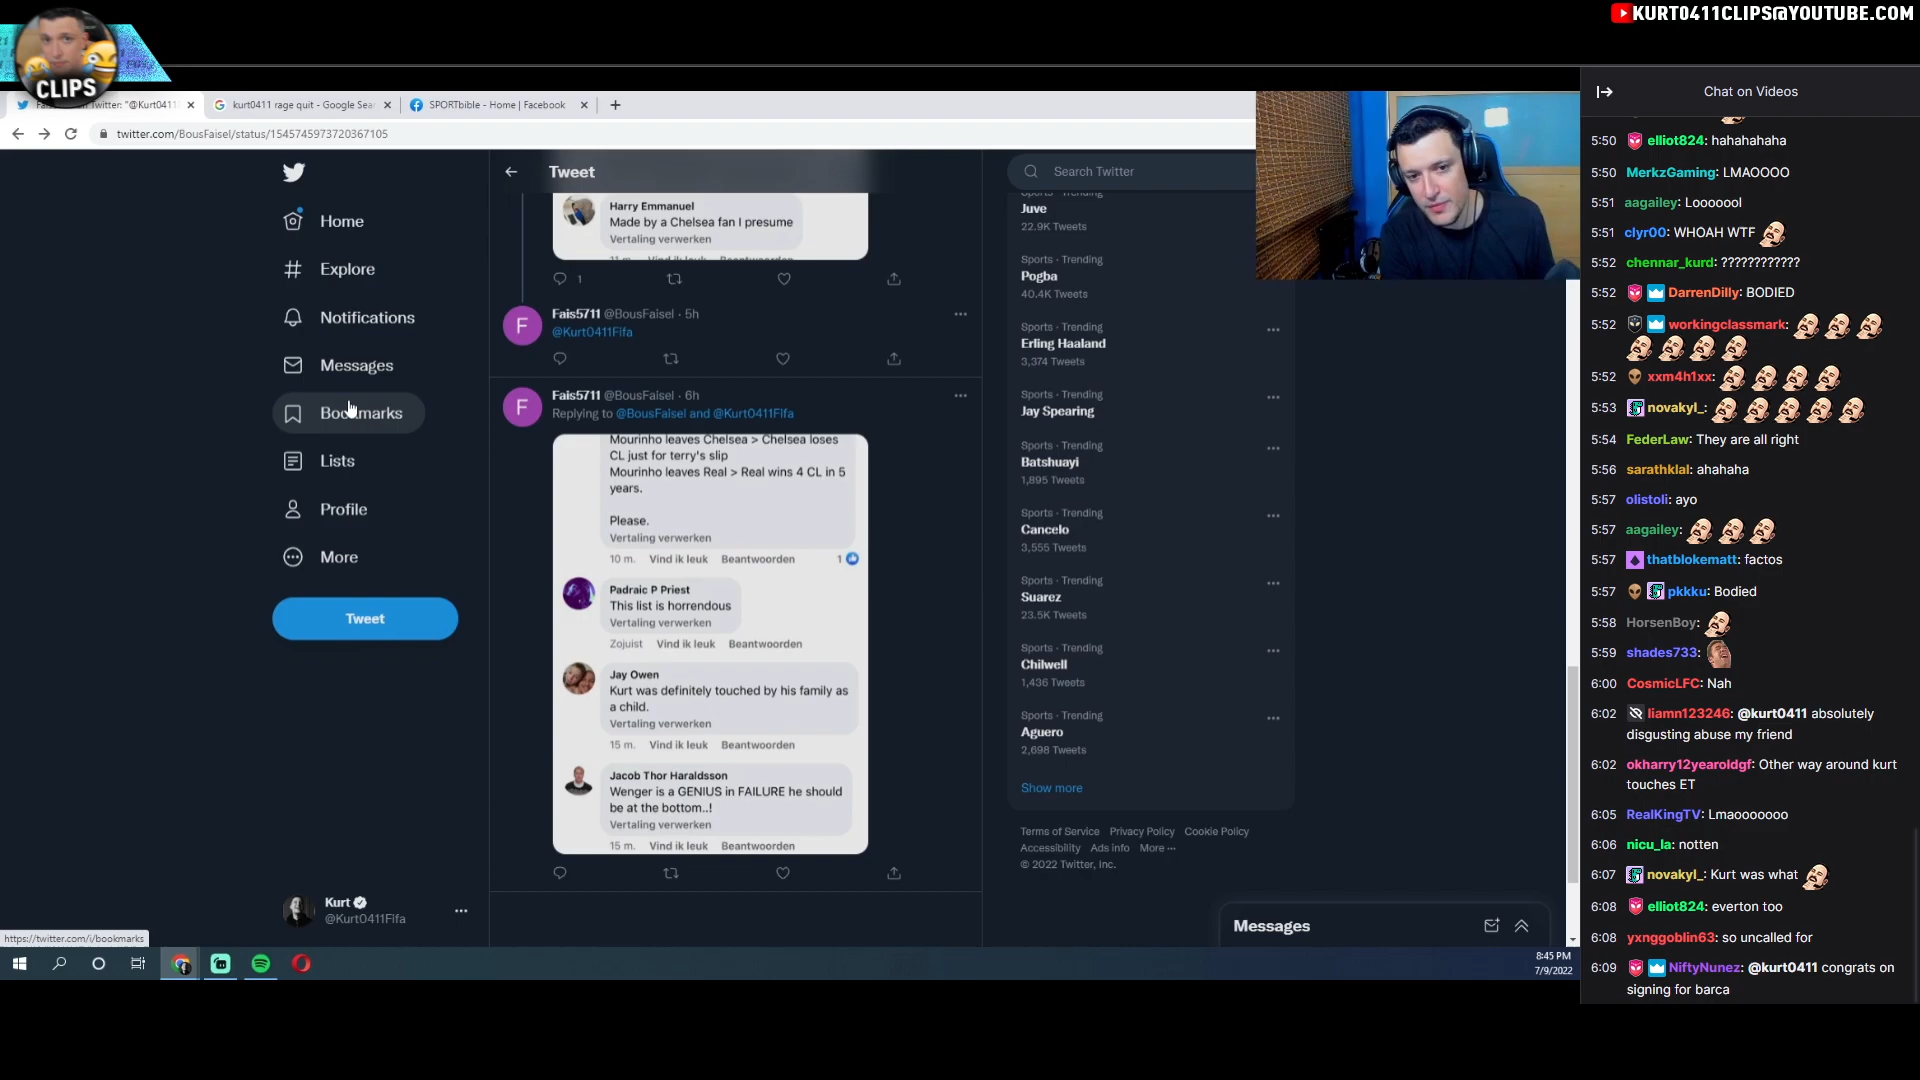 KURT0411CLIPS@YOUTUBE.COM
CLIPS
Twitter: "@Kurt0411
kurt0411 rage quit - Google Sea
SPORTbible - Home | Facebook
twitter.com/BousFaisel/status/1545745973720367105
Home
Explore
Notifications
Messages
Bookmarks
Lists
Profile
More
Tweet
Kurt
@Kurt0411Fifa
https://twitter.com/i/bookmarks
Tweet
Harry Emmanuel
Made by a Chelsea fan I presume
Vertaling verwerken
11 m. Vind ik leuk Beantwoorden
1
Fais5711 @BousFaisel · 5h
@Kurt0411Fifa
Fais5711 @BousFaisel · 6h
Replying to @BousFaisel and @Kurt0411Fifa
Mourinho leaves Chelsea > Chelsea loses
CL just for terry's slip
Mourinho leaves Real > Real wins 4 CL in 5
years.
Please.
Vertaling verwerken
10 m. Vind ik leuk Beantwoorden 1
Padraic P Priest
This list is horrendous
Vertaling verwerken
Zojuist Vind ik leuk Beantwoorden
Jay Owen
Kurt was definitely touched by his family as
a child.
Vertaling verwerken
15 m. Vind ik leuk Beantwoorden
Jacob Thor Haraldsson
Wenger is a GENIUS in FAILURE he should
be at the bottom..!
Vertaling verwerken
15 m. Vind ik leuk Beantwoorden
Search Twitter
Sports · Trending
Juve
22.9K Tweets
Sports · Trending
Pogba
40.4K Tweets
Sports · Trending
Erling Haaland
3,374 Tweets
Sports · Trending
Jay Spearing
Sports · Trending
Batshuayi
1,895 Tweets
Sports · Trending
Cancelo
3,555 Tweets
Sports · Trending
Suarez
23.5K Tweets
Sports · Trending
Chilwell
1,436 Tweets
Sports · Trending
Aguero
2,698 Tweets
Show more
Terms of Service Privacy Policy Cookie Policy
Accessibility Ads info More ···
© 2022 Twitter, Inc.
Messages
8:45 PM
7/9/2022
Chat on Videos
5:50 elliot824: hahahahaha
5:50 MerkzGaming: LMAOOOO
5:51 aagailey: Looooool
5:51 clyr00: WHOAH WTF
5:52 chennar_kurd: ????????????
5:52 DarrenDilly: BODIED
5:52 workingclassmark:
5:52 xxm4h1xx:
5:53 novakyl_:
5:54 FederLaw: They are all right
5:56 sarathklal: ahahaha
5:57 olistoli: ayo
5:57 aagailey:
5:57 thatblokematt: factos
5:57 pkkku: Bodied
5:58 HorsenBoy:
5:59 shades733:
6:00 CosmicLFC: Nah
6:02 liamn123246: @kurt0411 absolutely
disgusting abuse my friend
6:02 okharry12yearoldgf: Other way around kurt
touches ET
6:05 RealKingTV: Lmaooooooo
6:06 nicu_la: notten
6:07 novakyl_: Kurt was what
6:08 elliot824: everton too
6:08 yxnggoblin63: so uncalled for
6:09 NiftyNunez: @kurt0411 congrats on
signing for barca